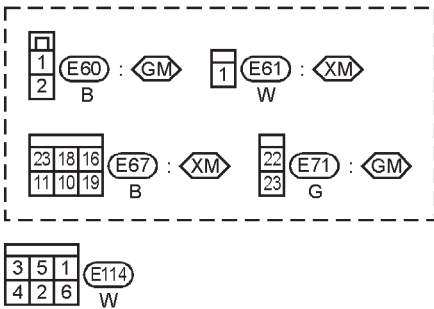 1 E60 : GM 1 E61 : XM
2 B W
23 18 16 E67 : XM 22 E71 : GM
11 10 19 B 23 G
3 5 1 E114
4 2 6 W